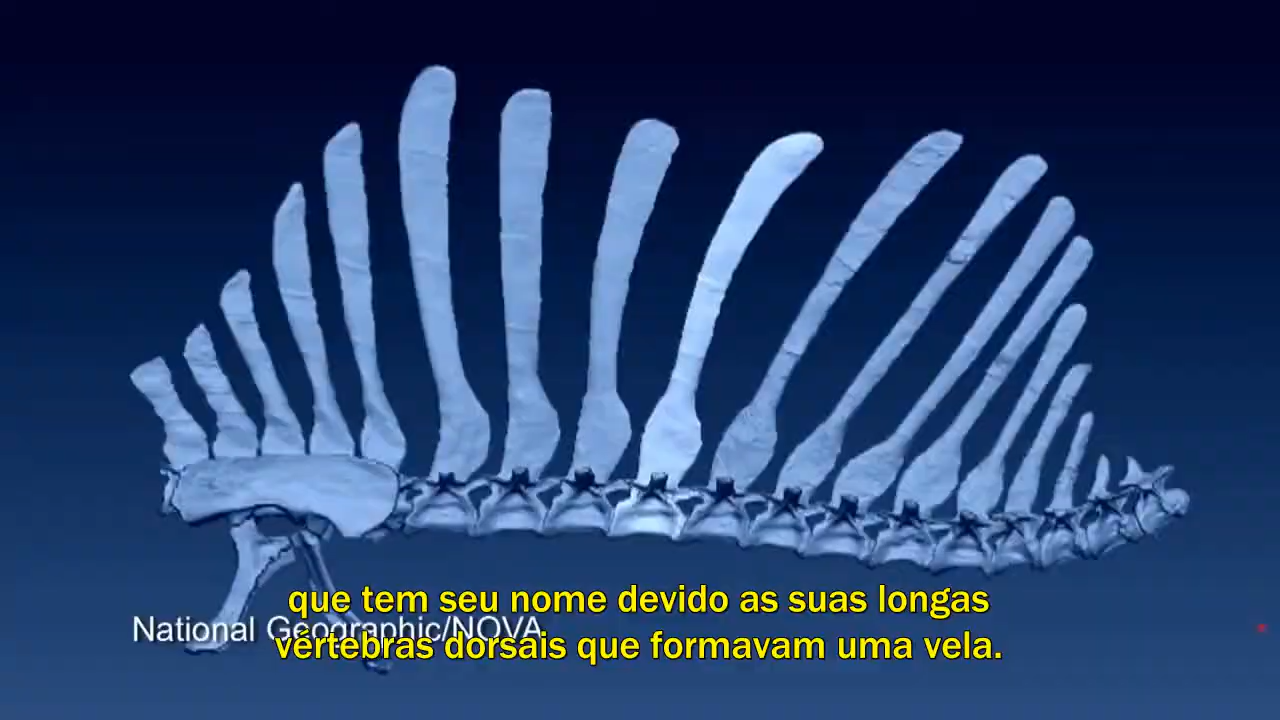 que tem seu nome devido as suas longas
National Geographic/NOVA
vértebras dorsais que formavam uma vela.